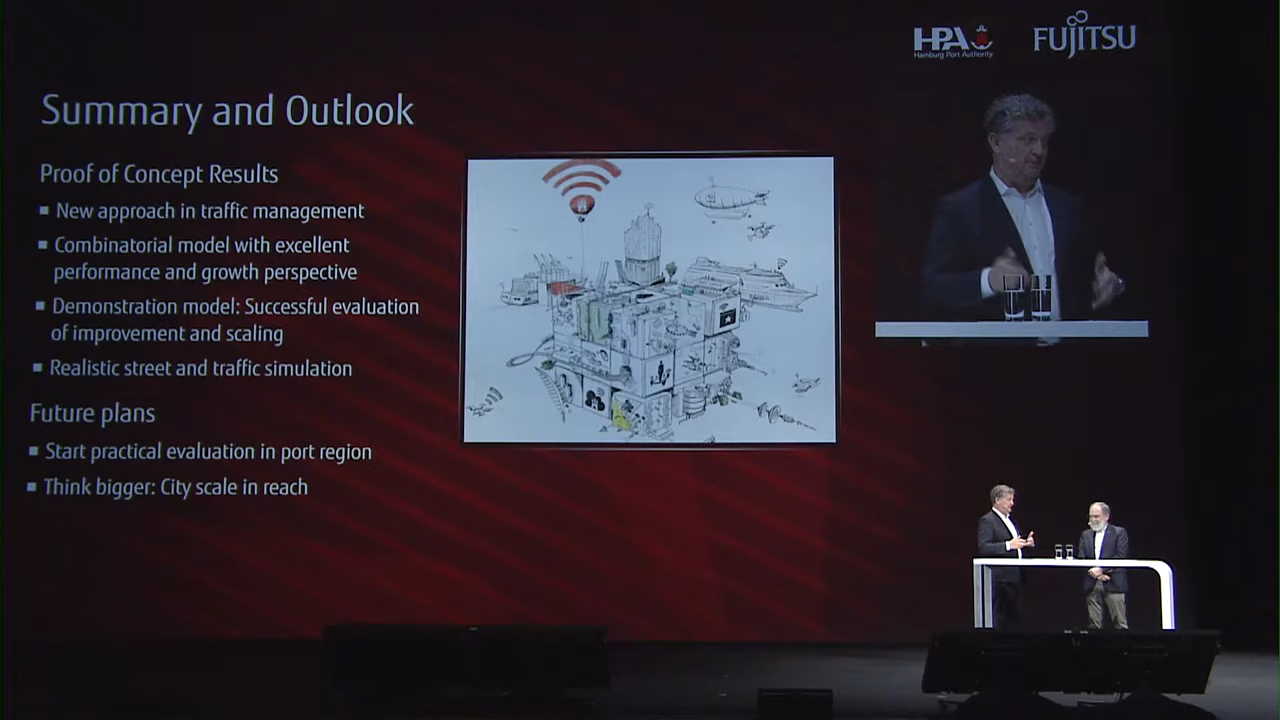 HPA
Hamburg Port Authority
FUJITSU
Summary and Outlook
Proof of Concept Results
New approach in traffic management
Combinatorial model with excellent
performance and growth perspective
Demonstration model: Successful evaluation
of improvement and scaling
Realistic street and traffic simulation
Future plans
Start practical evaluation in port region
Think bigger: City scale in reach